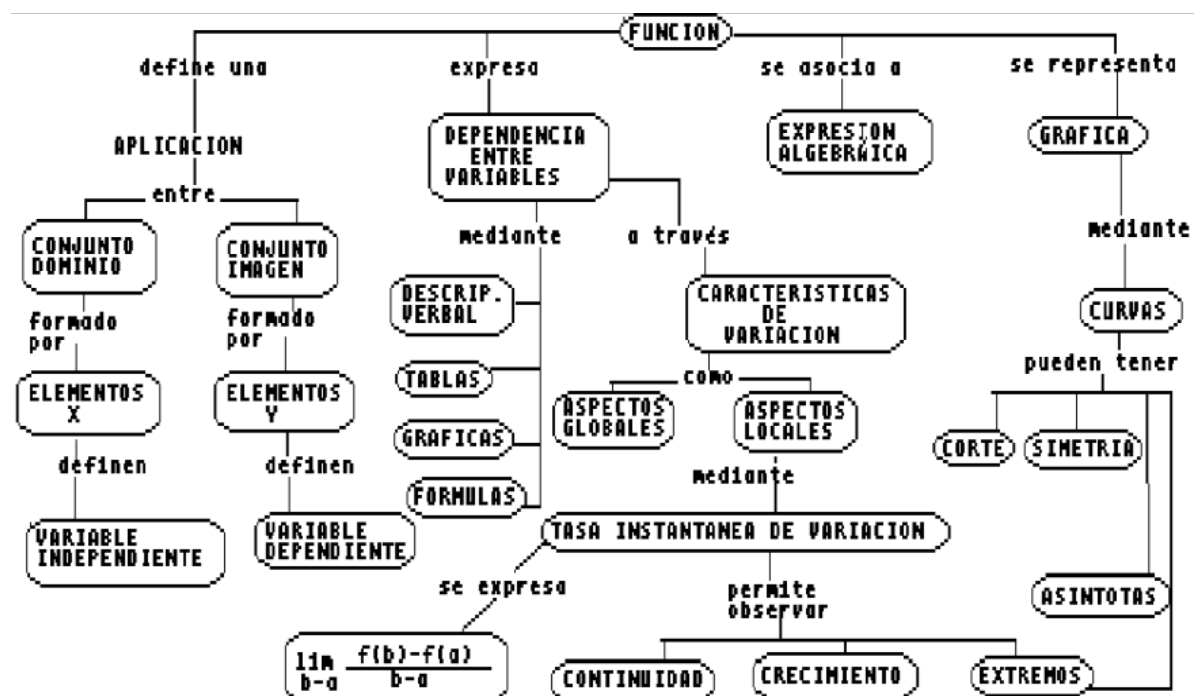 FUNCION
define una
expresa
se asocia a
se representa
APLICACION
DEPENDENCIA
ENTRE
VARIABLES
EXPRESION
ALGEBRÁICA
GRAFICA
entre
CONJUNTO
DOMINIO
CONJUNTO
IMAGEN
mediante
a través
mediante
DESCRIP.
VERBAL
CARACTERISTICAS
DE
VARIACION
CURVAS
formado
por
formado
por
pueden tener
ELEMENTOS
X
ELEMENTOS
Y
TABLAS
como
ASPECTOS
GLOBALES
ASPECTOS
LOCALES
GRAFICAS
CORTE
SIMETRIA
definen
definen
mediante
FORMULAS
VARIABLE
INDEPENDIENTE
VARIABLE
DEPENDIENTE
TASA INSTANTANEA DE VARIACION
se expresa
permite
observar
ASINTOTAS
lim f(b)-f(a)
b-a b-a
CONTINUIDAD
CRECIMIENTO
EXTREMOS